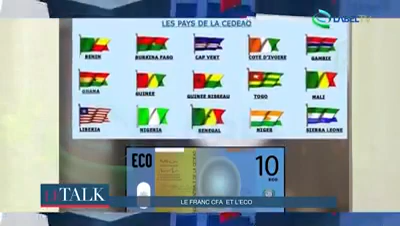 LES PAYS DE LA CEDEAO
BENIN BURKINA FASO CAP VERT COTE D'IVOIRE GAMBIE
GHANA GUINEE GUINEE BISSEAU TOGO MALI
LIBERIA NIGERIA SENEGAL NIGER SIERRA LEONE
ECO
10
TALK
LE FRANC CFA ET L'ECO